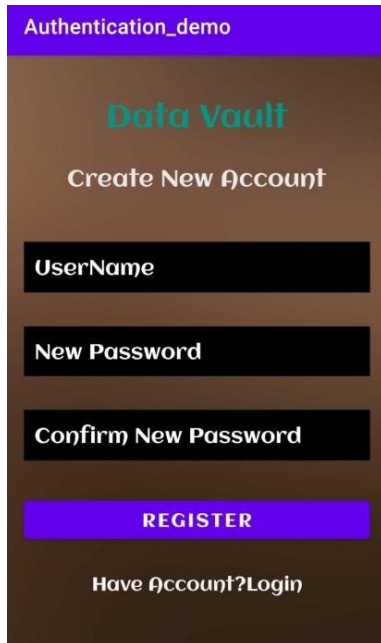 Authentication_demo
Data Vault
Create New Account
UserName
New Password
Confirm New Password
REGISTER
Have Account?Login